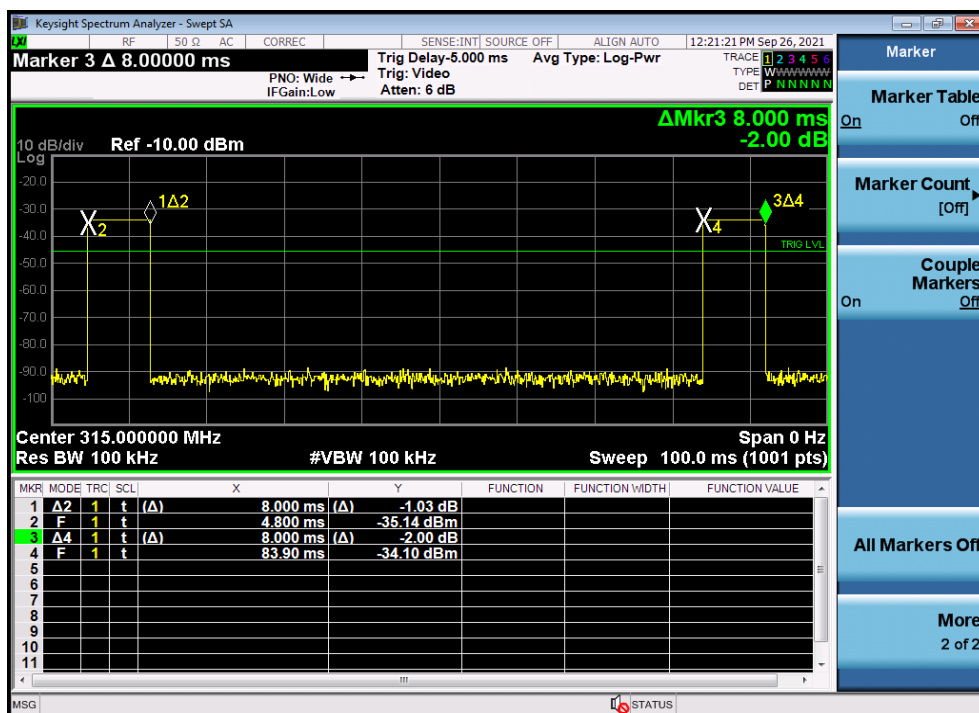 Keysight Spectrum Analyzer - Swept SA
LXI RF 50 Ω AC CORREC SENSE:INT SOURCE OFF ALIGN AUTO 12:21:21 PM Sep 26, 2021
Marker 3 Δ 8.00000 ms
PNO: Wide
IFGain:Low
Trig Delay-5.000 ms
Trig: Video
Atten: 6 dB
Avg Type: Log-Pwr
TRACE 1 2 3 4 5 6
TYPE WWWWWW
DET P N N N N N
ΔMkr3 8.000 ms
-2.00 dB
10 dB/div
Log
Ref -10.00 dBm
-20.0
-30.0
-40.0
-50.0
-60.0
-70.0
-80.0
-90.0
-100
2
1Δ2
4
3Δ4
TRIG LVL
Center 315.000000 MHz
Span 0 Hz
Res BW 100 kHz
#VBW 100 kHz
Sweep 100.0 ms (1001 pts)
MKR MODE TRC SCL X Y FUNCTION FUNCTION WIDTH FUNCTION VALUE
1 Δ2 1 t (Δ) 8.000 ms (Δ) -1.03 dB
2 F 1 t 4.800 ms -35.14 dBm
3 Δ4 1 t (Δ) 8.000 ms (Δ) -2.00 dB
4 F 1 t 83.90 ms -34.10 dBm
5
6
7
8
9
10
11
MSG
STATUS
Marker
Marker Table
On Off
Marker Count
[Off]
Couple
Markers
On Off
All Markers Off
More
2 of 2